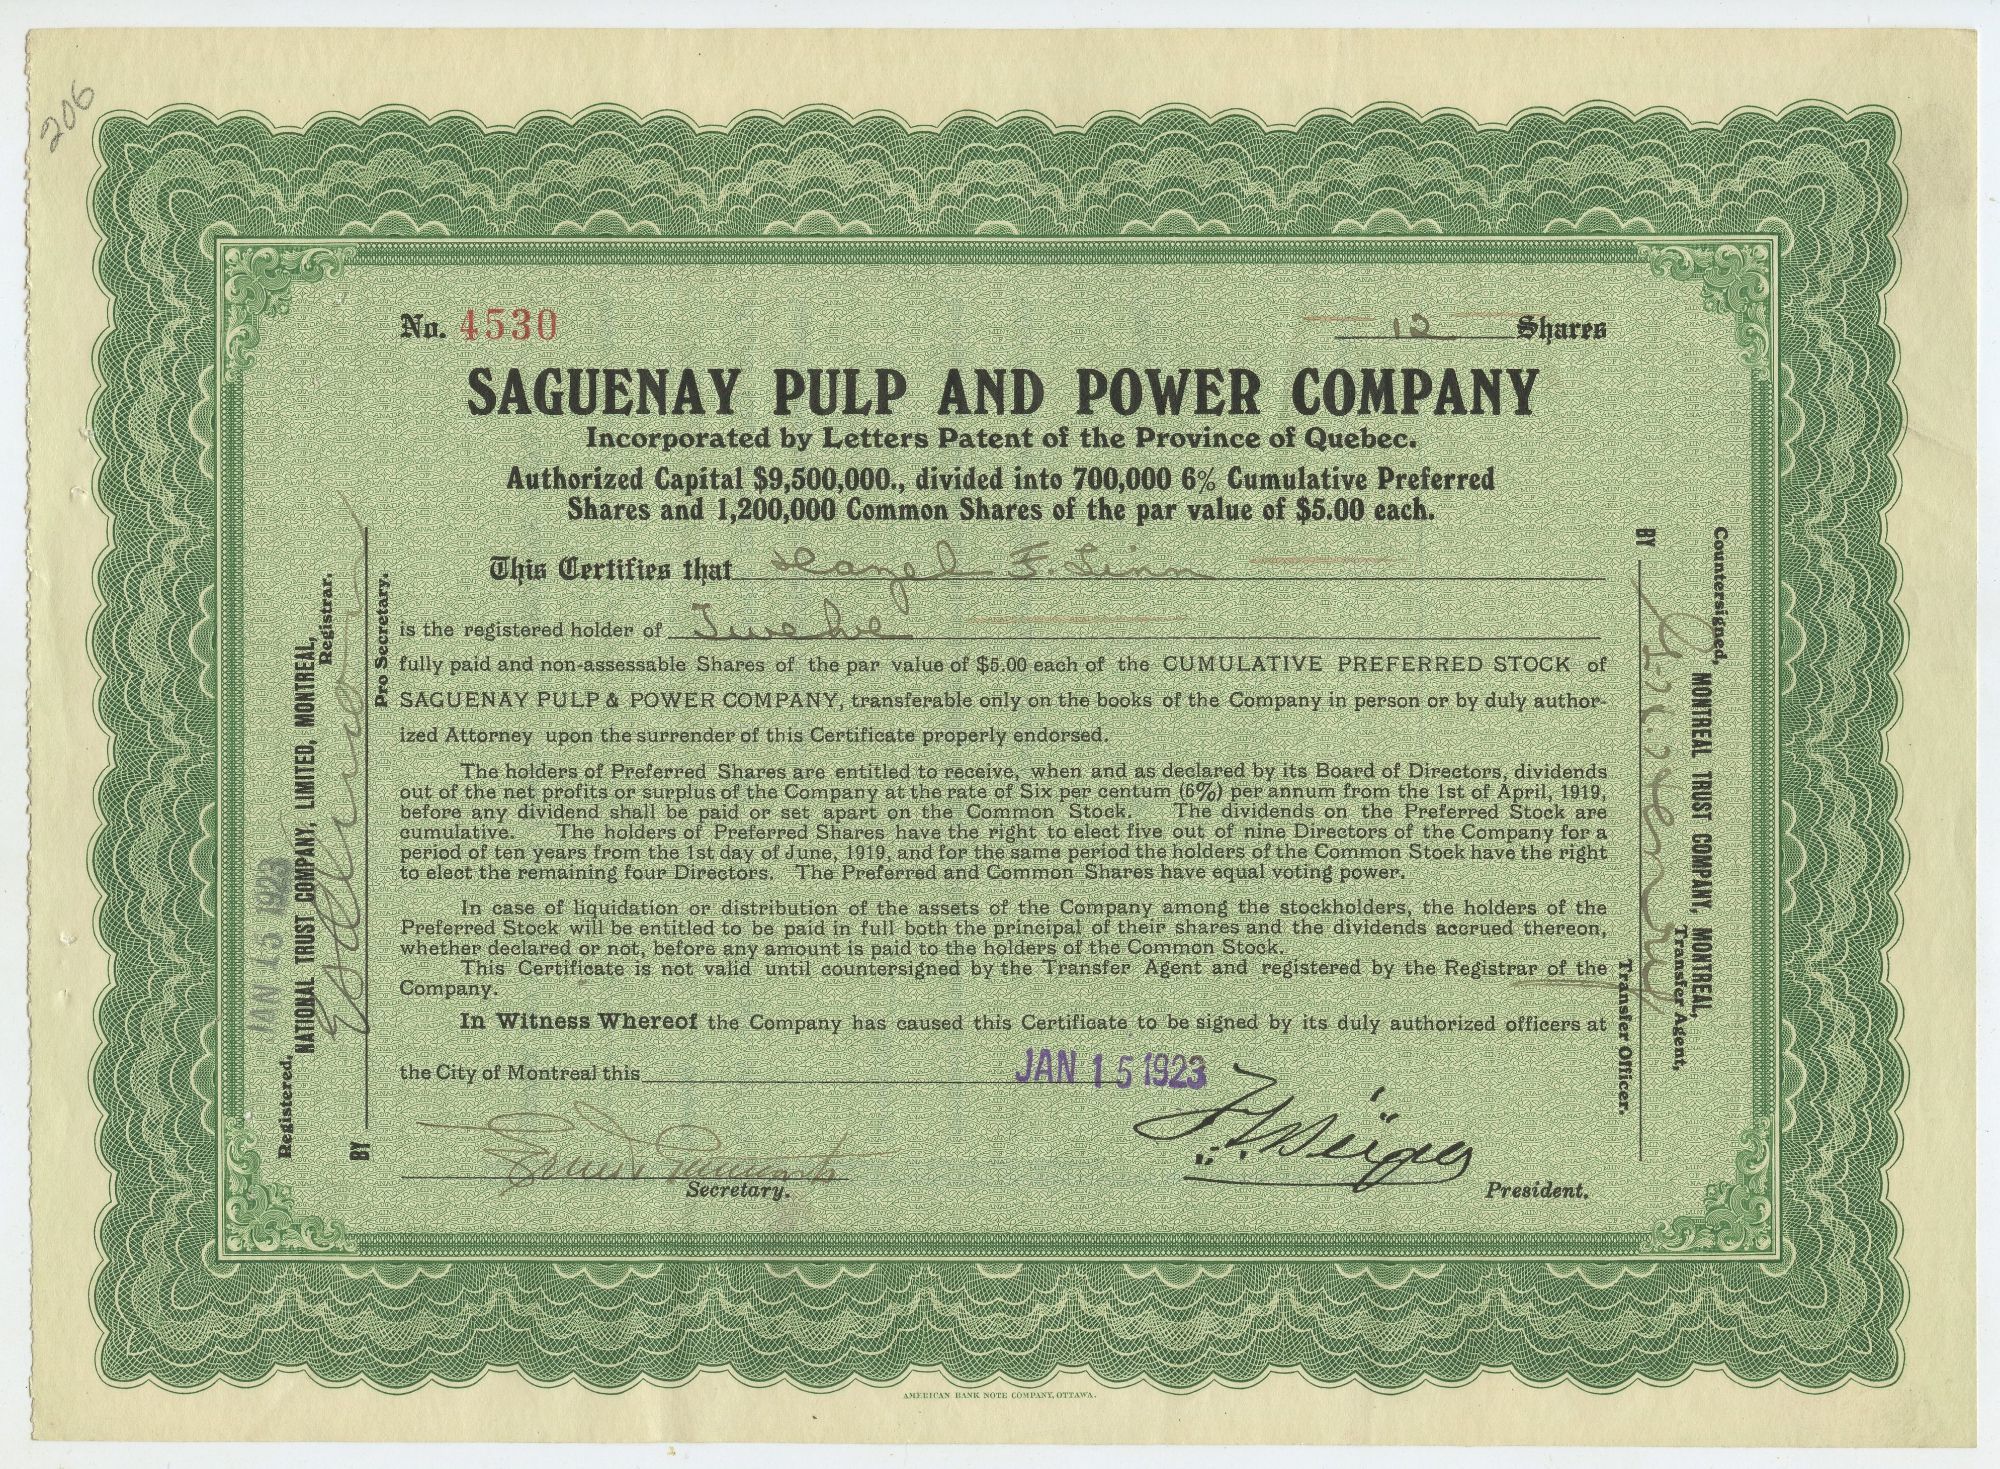 206
No. 4530
12 Shares
SAGUENAY PULP AND POWER COMPANY
Incorporated by Letters Patent of the Province of Quebec.
Authorized Capital $9,500,000., divided into 700,000 6% Cumulative Preferred
Shares and 1,200,000 Common Shares of the par value of $5.00 each.
This Certifies that Hazel F. Linn
is the registered holder of Twelve
fully paid and non-assessable Shares of the par value of $5.00 each of the CUMULATIVE PREFERRED STOCK of
SAGUENAY PULP & POWER COMPANY, transferable only on the books of the Company in person or by duly author-
ized Attorney upon the surrender of this Certificate properly endorsed.
The holders of Preferred Shares are entitled to receive, when and as declared by its Board of Directors, dividends
out of the net profits or surplus of the Company at the rate of Six per centum (6%) per annum from the 1st of April, 1919,
before any dividend shall be paid or set apart on the Common Stock. The dividends on the Preferred Stock are
cumulative. The holders of Preferred Shares have the right to elect five out of nine Directors of the Company for a
period of ten years from the 1st day of June, 1919, and for the same period the holders of the Common Stock have the right
to elect the remaining four Directors. The Preferred and Common Shares have equal voting power.
In case of liquidation or distribution of the assets of the Company among the stockholders, the holders of the
Preferred Stock will be entitled to be paid in full both the principal of their shares and the dividends accrued thereon,
whether declared or not, before any amount is paid to the holders of the Common Stock.
This Certificate is not valid until countersigned by the Transfer Agent and registered by the Registrar of the
Company.
In Witness Whereof the Company has caused this Certificate to be signed by its duly authorized officers at
the City of Montreal this JAN 15 1923
Secretary.
President.
JAN 15 1923
Registered.
NATIONAL TRUST COMPANY, LIMITED, MONTREAL,
Registrar.
BY
Pro Secretary.
Countersigned,
MONTREAL TRUST COMPANY, MONTREAL,
Transfer Agent,
BY
Transfer Officer.
AMERICAN BANK NOTE COMPANY, OTTAWA.